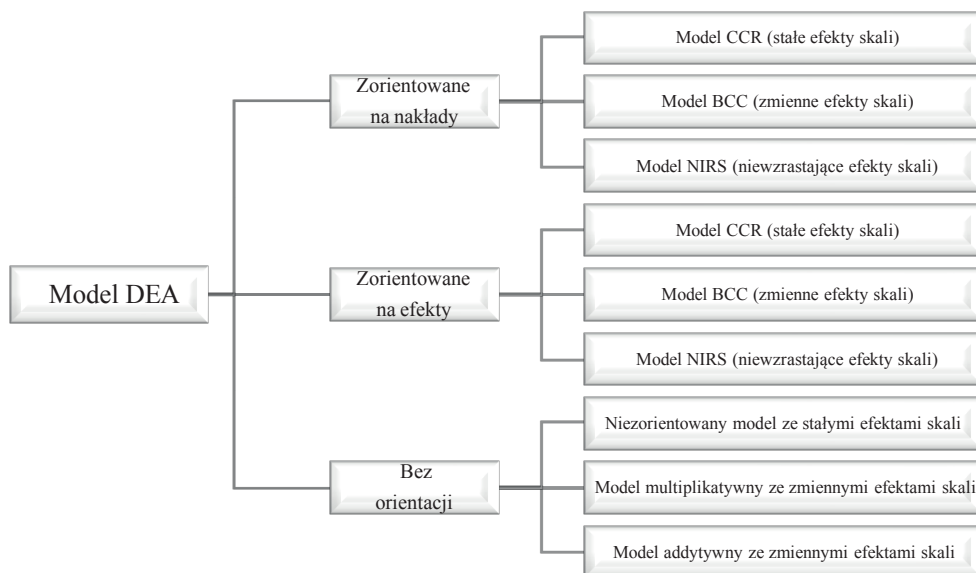 Model DEA
Zorientowane
na nakłady
Model CCR (stałe efekty skali)
Model BCC (zmienne efekty skali)
Model NIRS (niewzrastające efekty skali)
Zorientowane
na efekty
Model CCR (stałe efekty skali)
Model BCC (zmienne efekty skali)
Model NIRS (niewzrastające efekty skali)
Bez
orientacji
Niezorientowany model ze stałymi efektami skali
Model multiplikatywny ze zmiennymi efektami skali
Model addytywny ze zmiennymi efektami skali